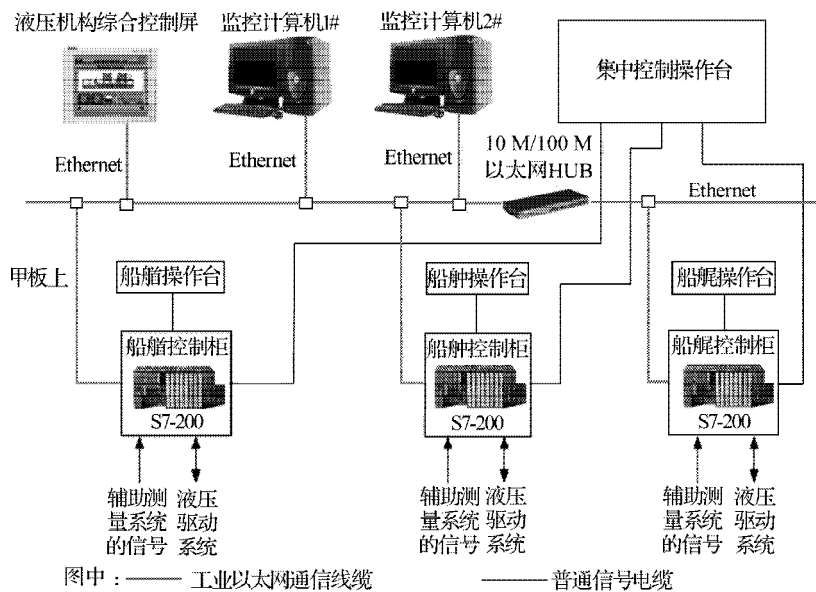 液压机构综合控制屏
监控计算机1#
监控计算机2#
集中控制操作台
Ethernet
Ethernet
Ethernet
10 M/100 M
以太网HUB
Ethernet
甲板上
船艏操作台
船舯操作台
船艉操作台
船艏控制柜
S7-200
船舯控制柜
S7-200
船艉控制柜
S7-200
辅助测
量系统
的信号
液压
驱动
系统
辅助测
量系统
的信号
液压
驱动
系统
辅助测
量系统
的信号
液压
驱动
系统
图中：
工业以太网通信线缆
普通信号电缆